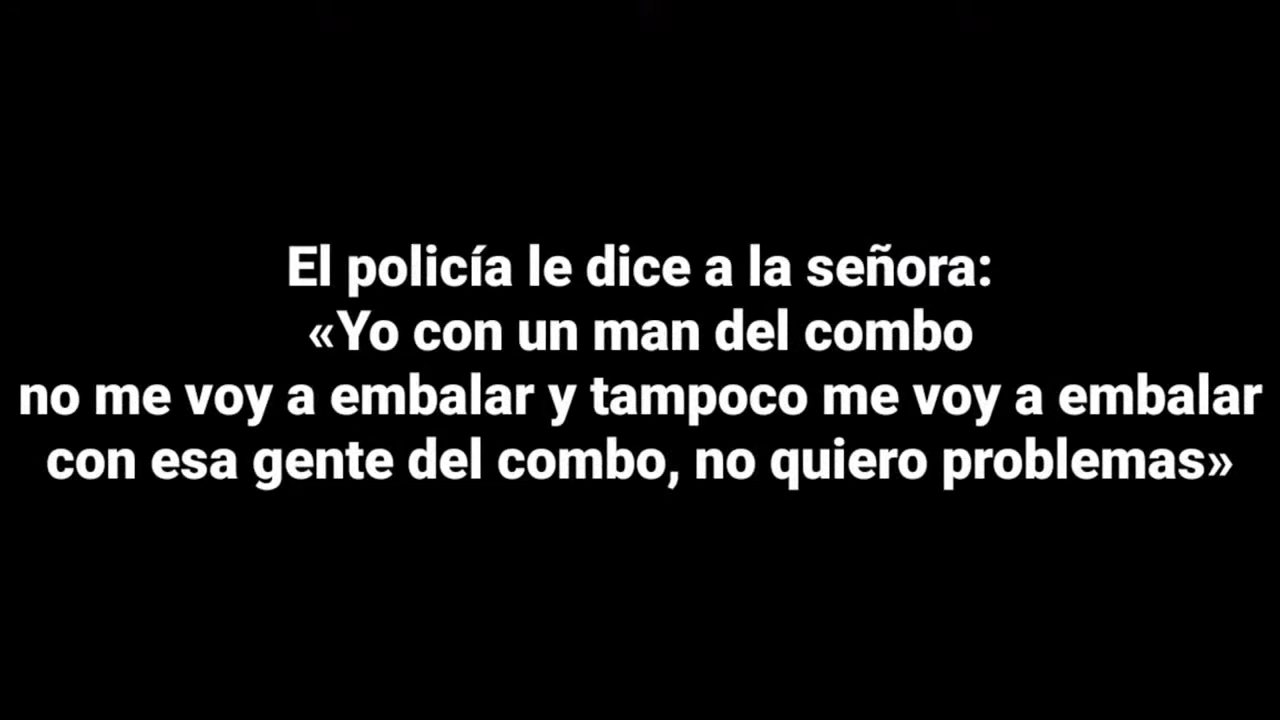 El policía le dice a la señora:
«Yo con un man del combo
no me voy a embalar y tampoco me voy a embalar
con esa gente del combo, no quiero problemas»